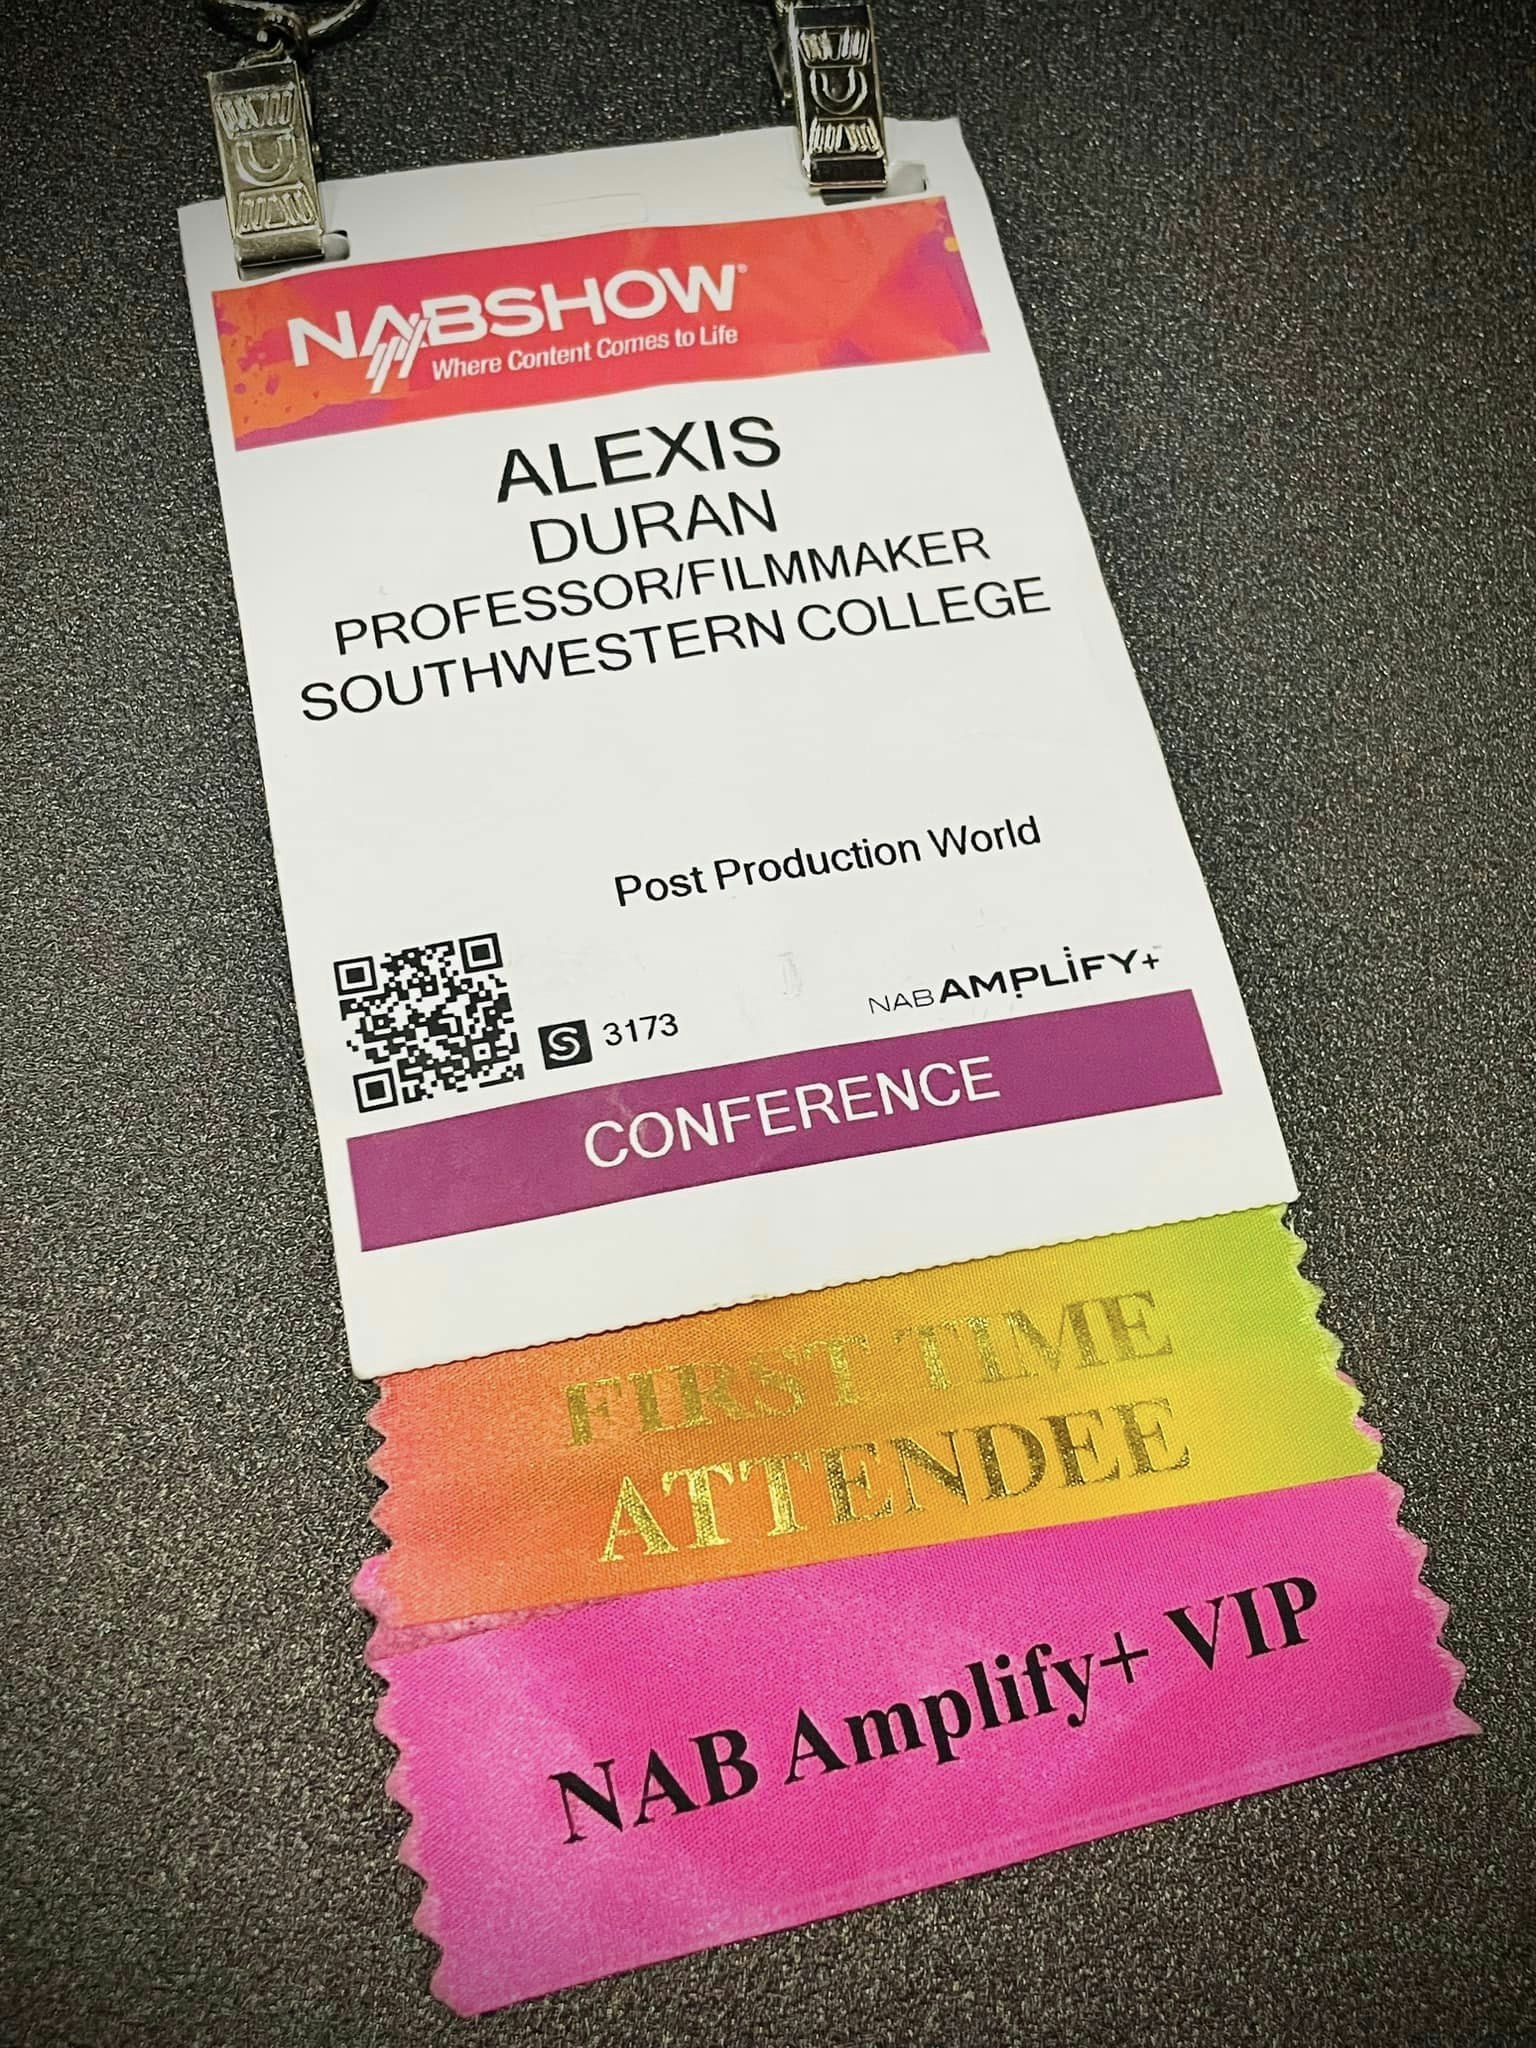 NABSHOW®
Where Content Comes to Life
ALEXIS
DURAN
PROFESSOR/FILMMAKER
SOUTHWESTERN COLLEGE
Post Production World
NAB AMPLIFY+
S 3173
CONFERENCE
FIRST TIME
ATTENDEE
NAB Amplify+ VIP